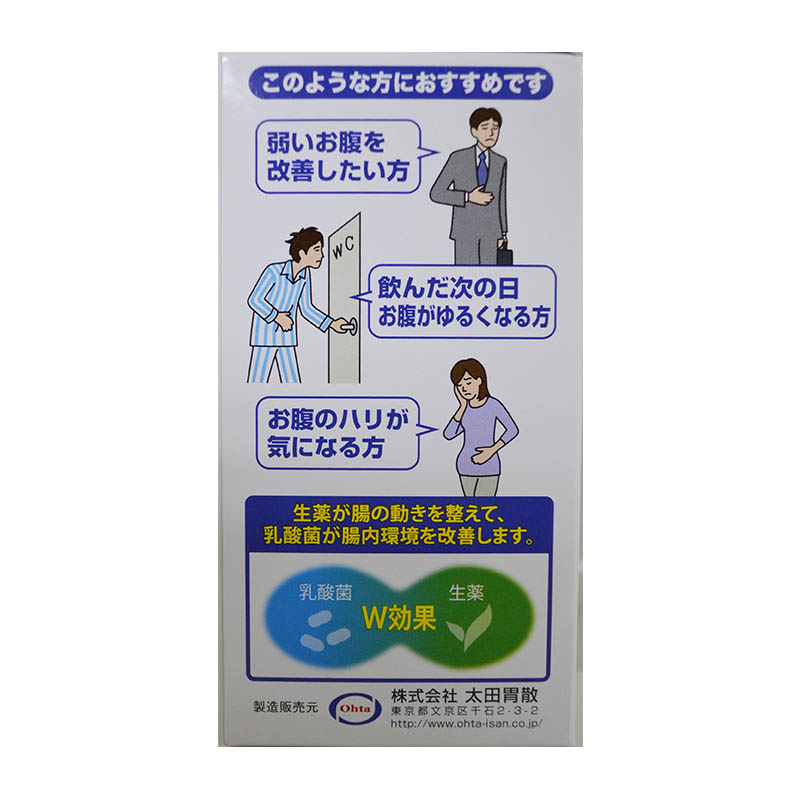 このような方におすすめです
弱いお腹を
改善したい方
WC
飲んだ次の日
お腹がゆるくなる方
お腹のハリが
気になる方
生薬が腸の動きを整えて、
乳酸菌が腸内環境を改善します。
乳酸菌
生薬
W効果
製造販売元
Ohta
株式会社 太田胃散
東京都文京区千石2-3-2
http://www.ohta-isan.co.jp/